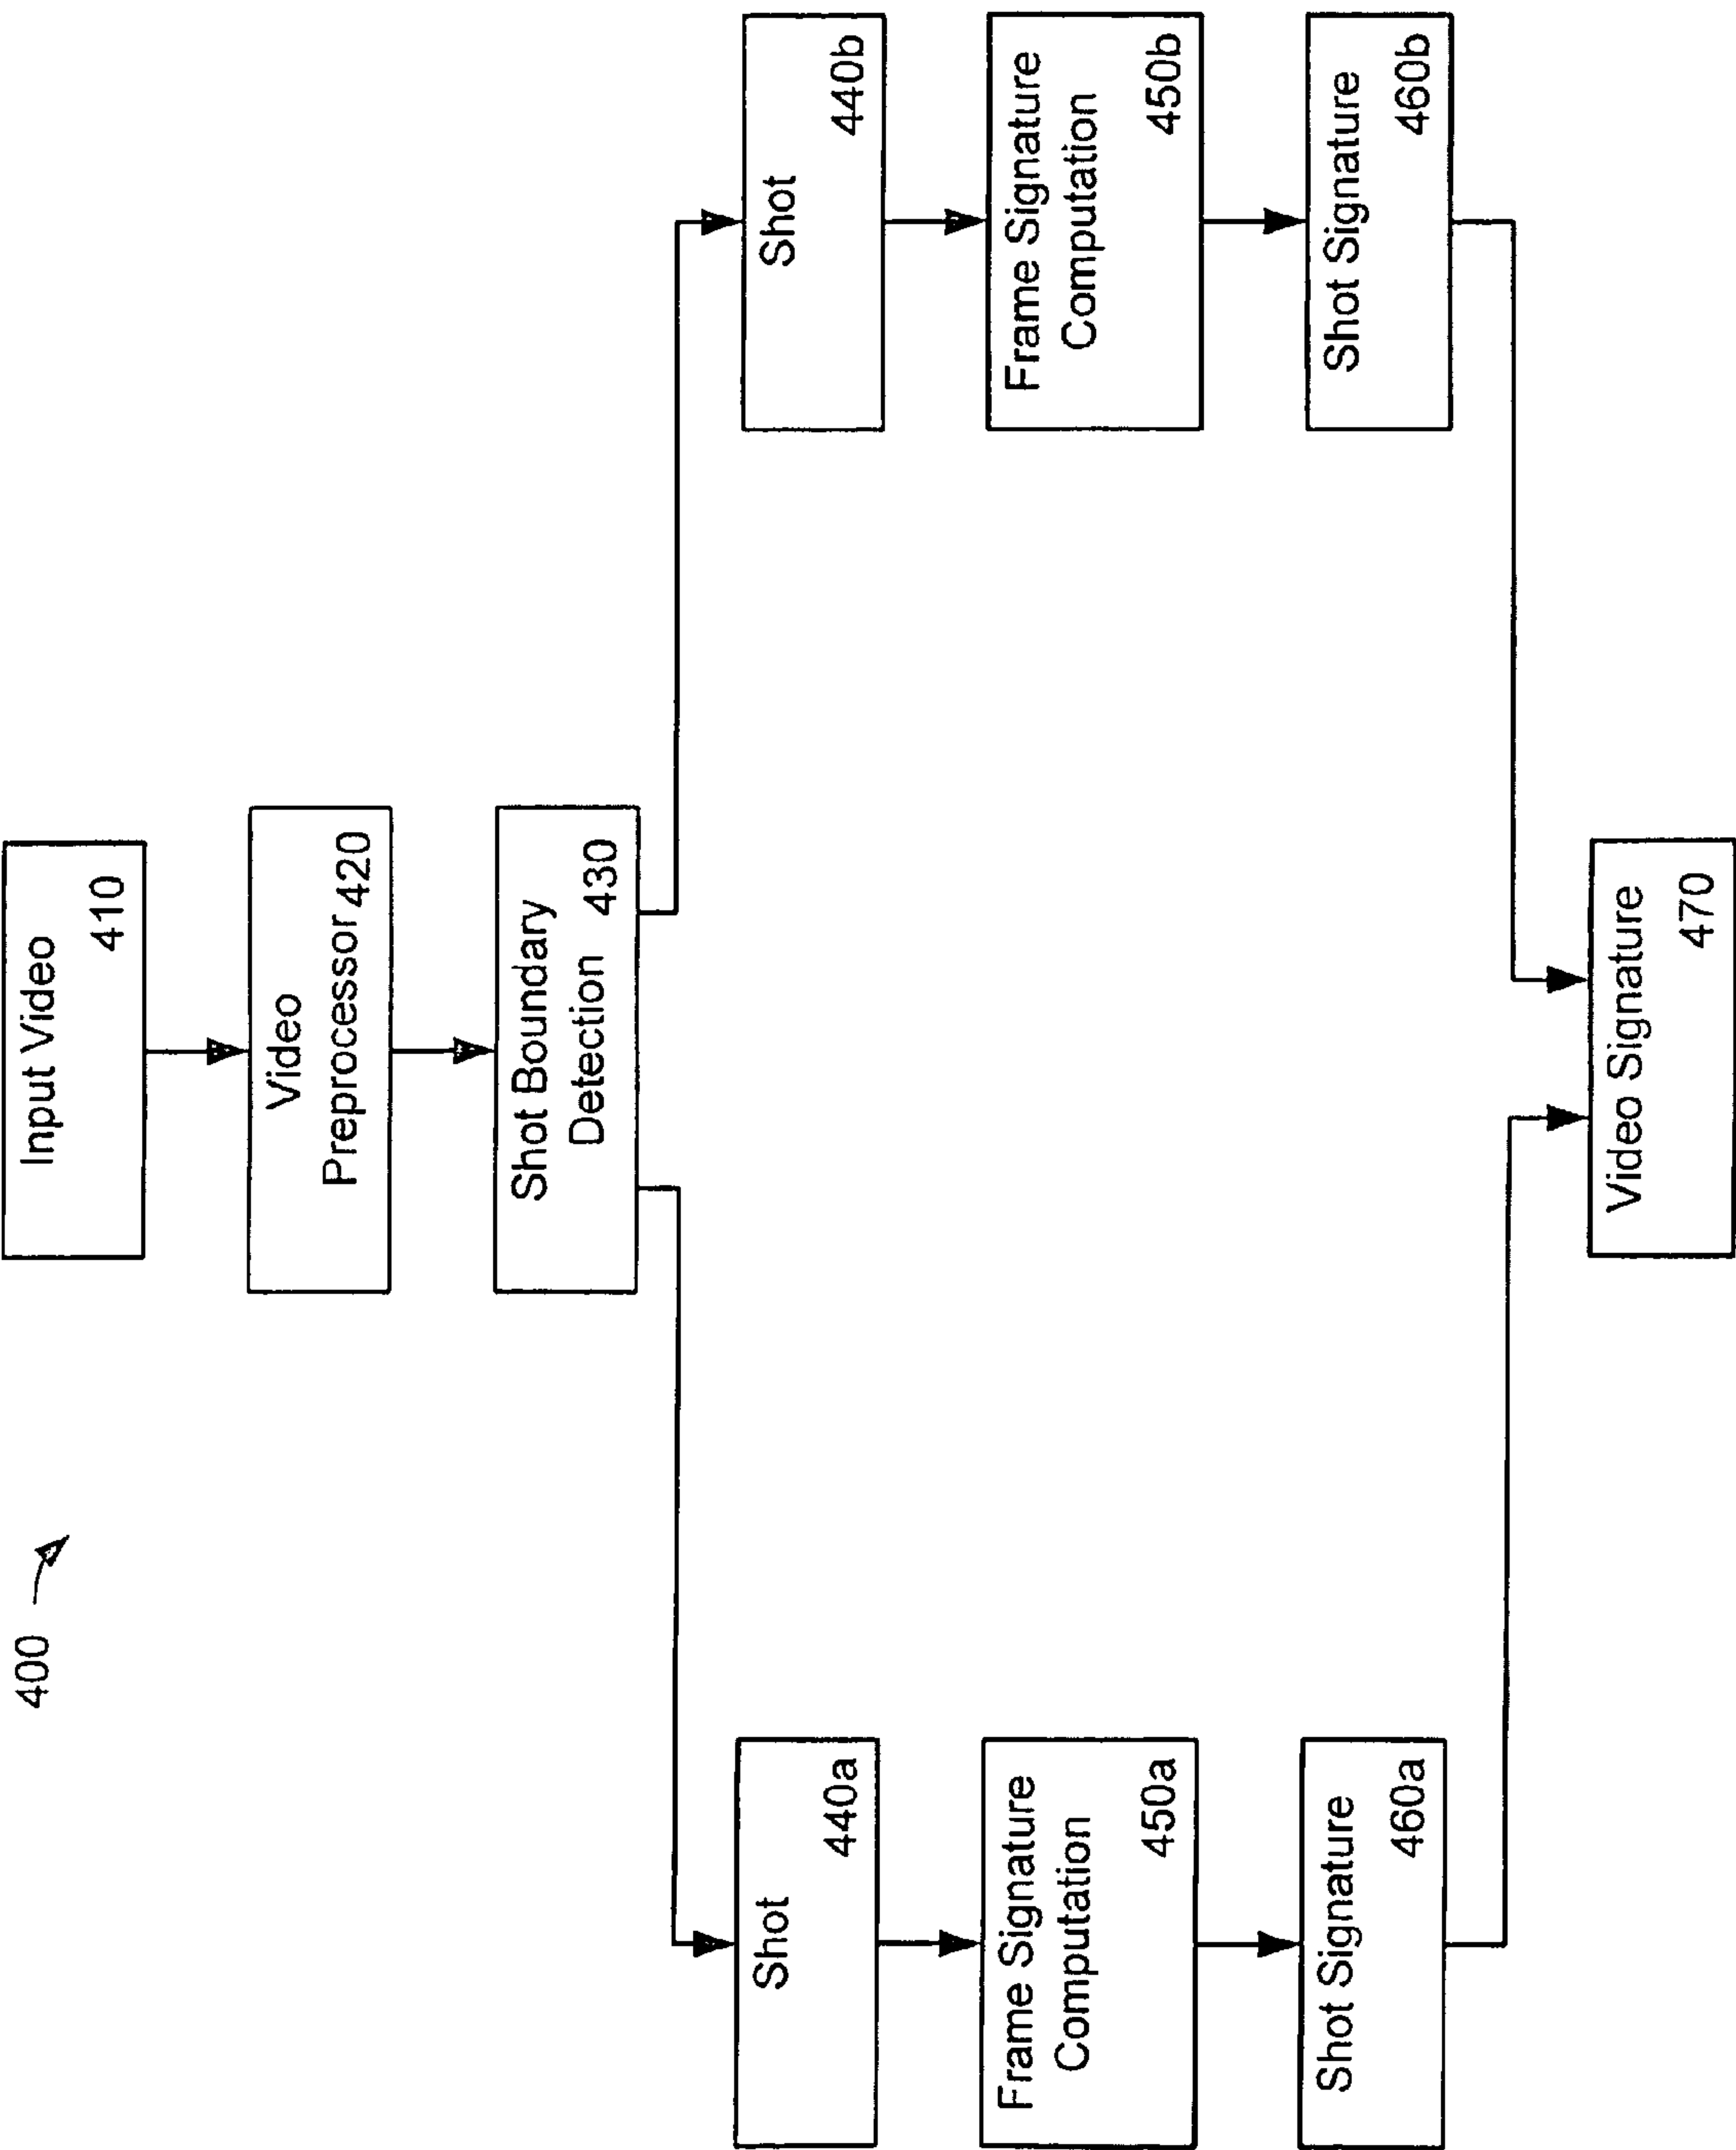 400
Input Video
410
Video
Preprocessor 420
Shot Boundary
Detection 430
Shot
440a
Shot
440b
Frame Signature
Computation
450a
Frame Signature
Computation
450b
Shot Signature
460a
Shot Signature
460b
Video Signature
470